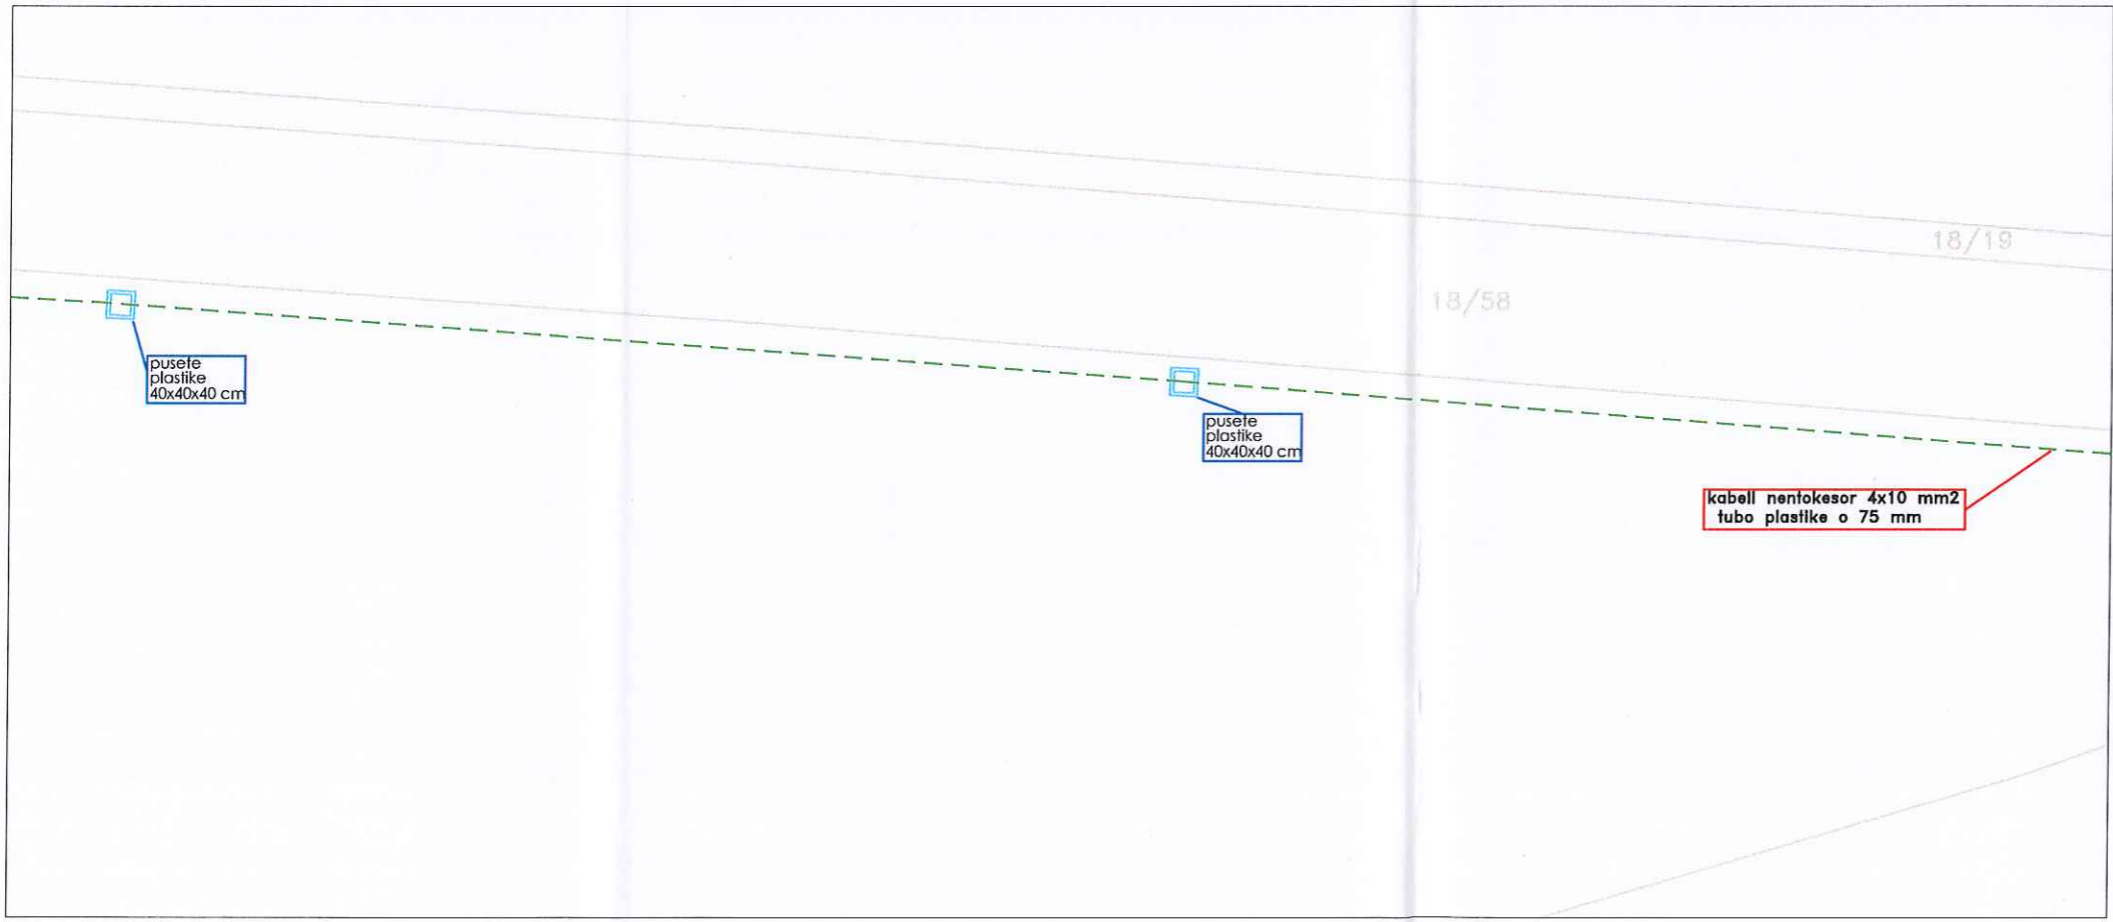 18/19
18/58
pusete
plastike
40x40x40 cm
pusete
plastike
40x40x40 cm
kabell nentokesor 4x10 mm2
tubo plastike o 75 mm